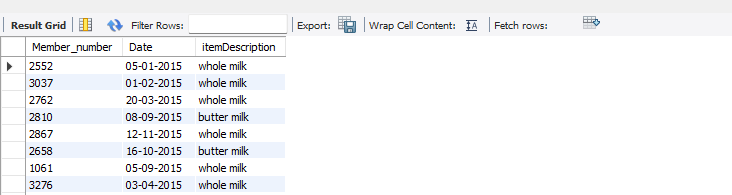 Result Grid Filter Rows: Export: Wrap Cell Content: Fetch rows:
Member_number Date itemDescription
2552 05-01-2015 whole milk
3037 01-02-2015 whole milk
2762 20-03-2015 whole milk
2810 08-09-2015 butter milk
2867 12-11-2015 whole milk
2658 16-10-2015 butter milk
1061 05-09-2015 whole milk
3276 03-04-2015 whole milk